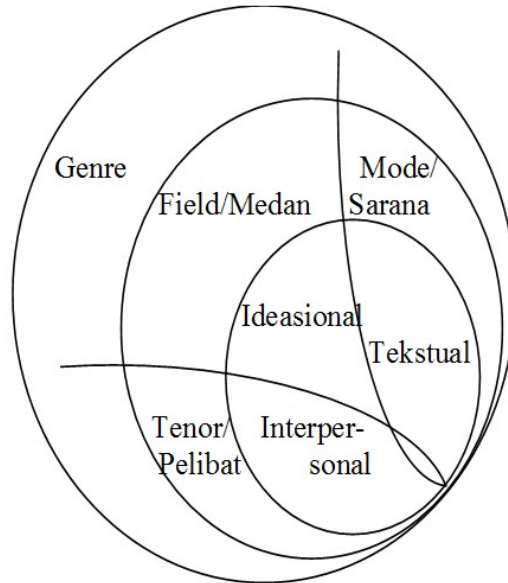 Genre
Field/Medan
Mode/
Sarana
Ideasional
Tekstual
Tenor/
Pelibat
Interper-
sonal